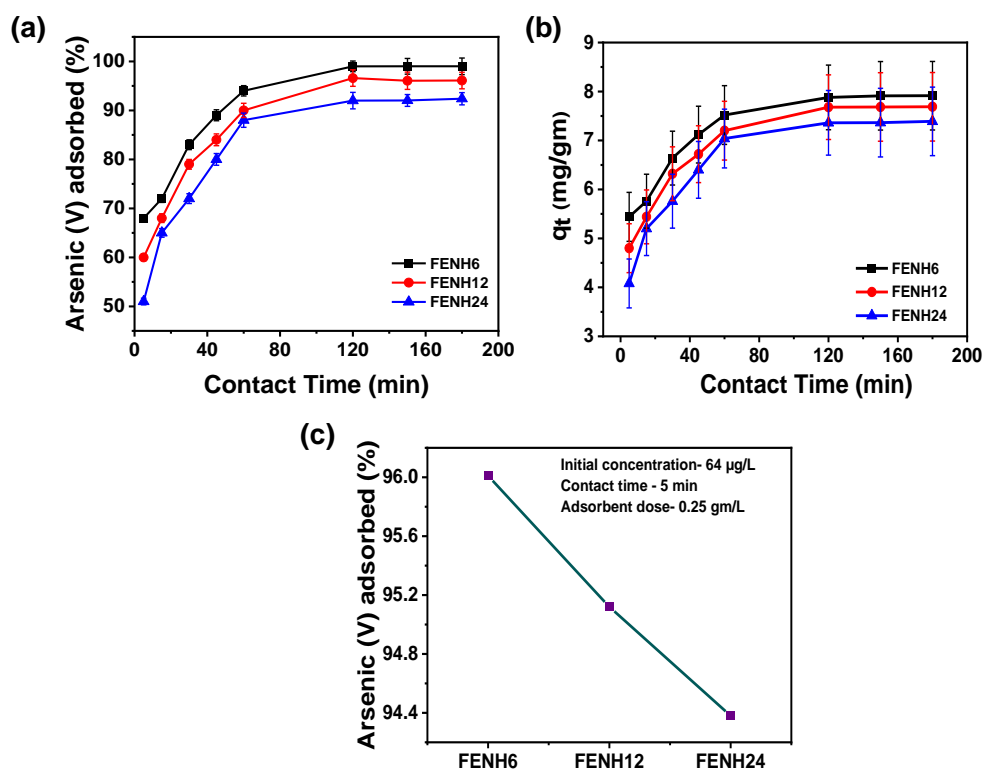 (a)
Arsenic (V) adsorbed (%)
100
90
80
70
60
50
0
40
80
120
160
200
Contact Time (min)
FENH6
FENH12
FENH24
(b)
qt (mg/gm)
9
8
7
6
5
4
3
0
40
80
120
160
200
Contact Time (min)
FENH6
FENH12
FENH24
(c)
Arsenic (V) adsorbed (%)
96.0
95.6
95.2
94.8
94.4
Initial concentration- 64 µg/L
Contact time - 5 min
Adsorbent dose- 0.25 gm/L
FENH6
FENH12
FENH24